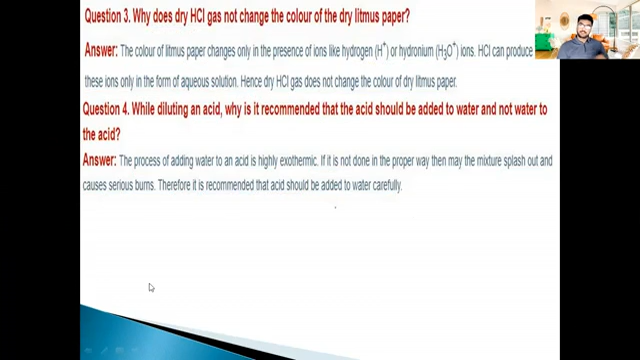 Question 3. Why does dry HCl gas not change the colour of the dry litmus paper?
Answer: The colour of litmus paper changes only in the presence of ions like hydrogen (H⁺) or hydronium (H₃O⁺) ions. HCl can produce
these ions only in the form of aqueous solution. Hence dry HCl gas does not change the colour of dry litmus paper.
Question 4. While diluting an acid, why is it recommended that the acid should be added to water and not water to
the acid?
Answer: The process of adding water to an acid is highly exothermic. If it is not done in the proper way then may the mixture splash out and
causes serious burns. Therefore it is recommended that acid should be added to water carefully.